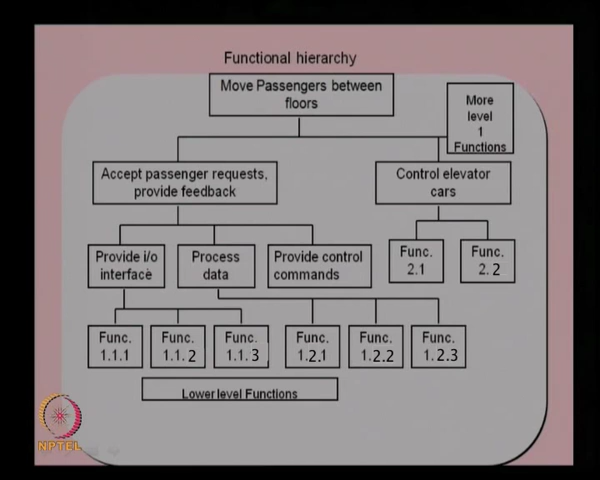 Functional hierarchy
Move Passengers between
floors
More
level
1
Functions
Accept passenger requests,
provide feedback
Control elevator
cars
Provide i/o
interface
Process
data
Provide control
commands
Func.
2.1
Func.
2.2
Func.
1.1.1
Func.
1.1.2
Func.
1.1.3
Func.
1.2.1
Func.
1.2.2
Func.
1.2.3
Lower level Functions
NPTEL